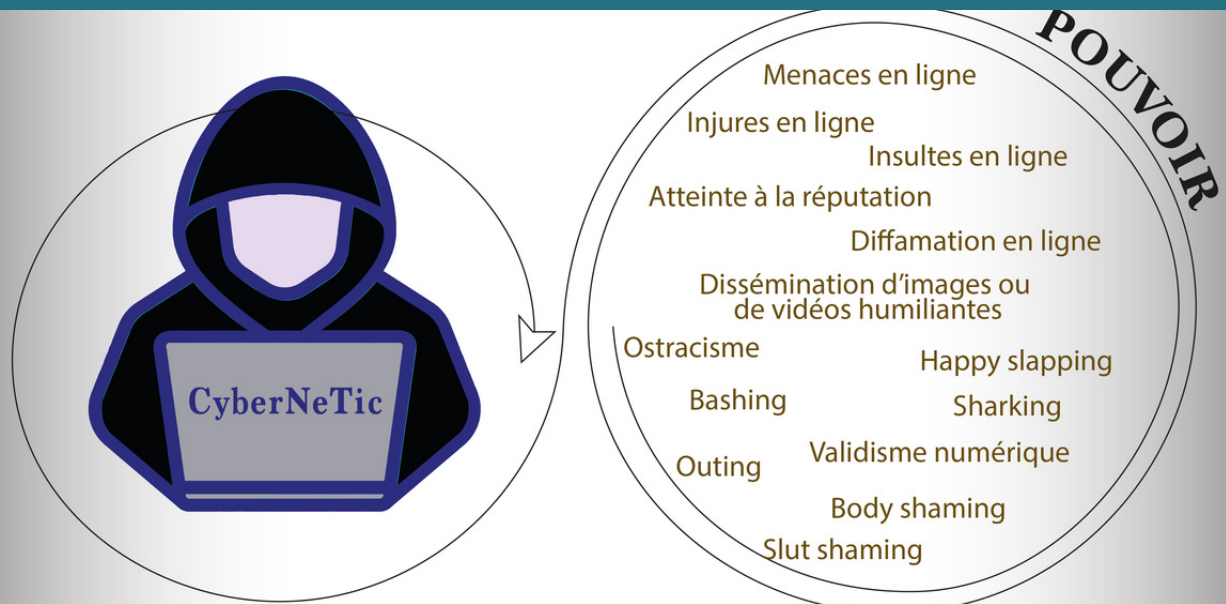 POUVOIR
Menaces en ligne
Injures en ligne
Insultes en ligne
Atteinte à la réputation
Diffamation en ligne
Dissémination d’images ou
de vidéos humiliantes
Ostracisme
Happy slapping
Bashing
Sharking
Validisme numérique
Outing
Body shaming
Slut shaming
CyberNeTic